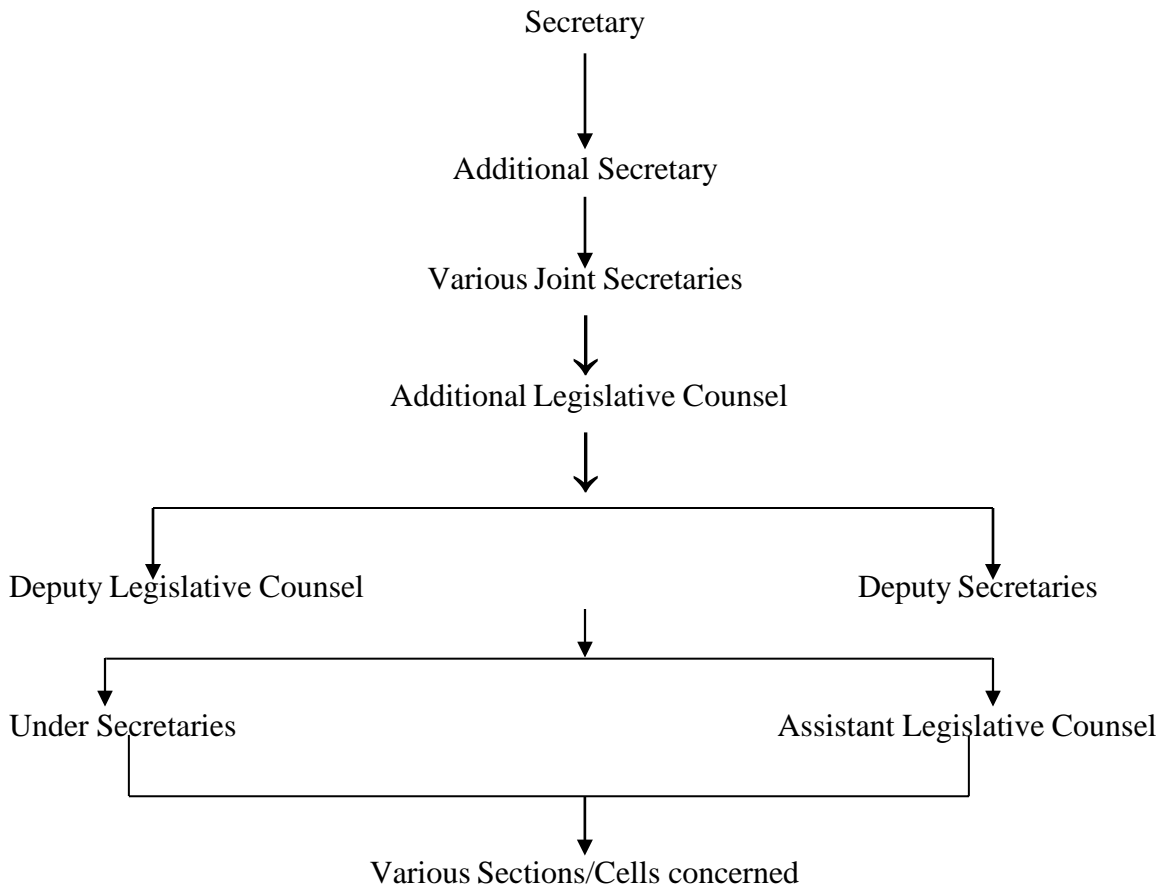 Secretary
Additional Secretary
Various Joint Secretaries
Additional Legislative Counsel
Deputy Legislative Counsel
Deputy Secretaries
Under Secretaries
Assistant Legislative Counsel
Various Sections/Cells concerned